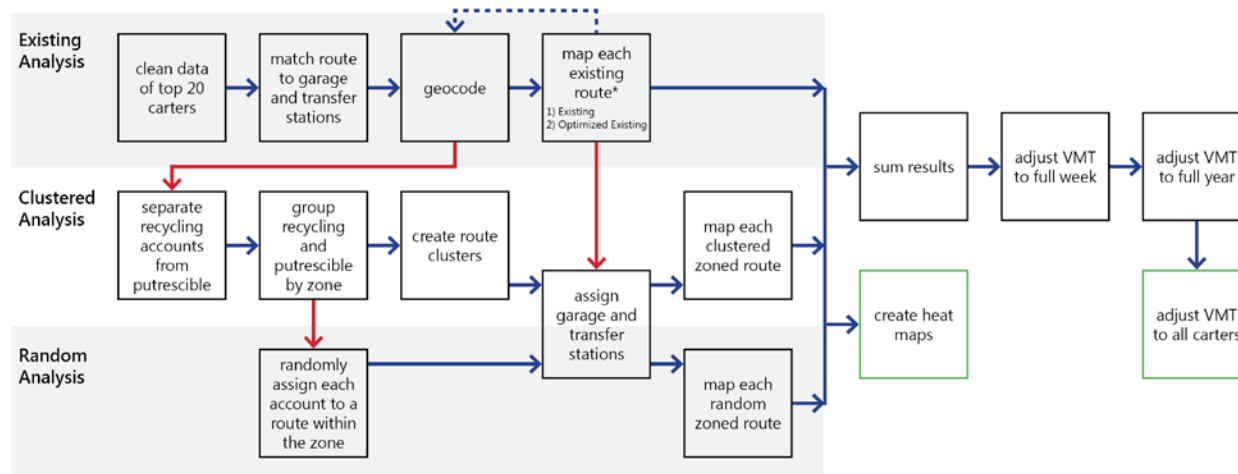 Existing
Analysis
clean data
of top 20
carters
match route
to garage
and transfer
stations
geocode
map each
existing
route*
1) Existing
2) Optimized Existing
sum results
adjust VMT
to full week
adjust VMT
to full year
Clustered
Analysis
separate
recycling
accounts
from
putrescible
group
recycling
and
putrescible
by zone
create route
clusters
assign
garage and
transfer
stations
map each
clustered
zoned route
create heat
maps
adjust VMT
to all carters
Random
Analysis
randomly
assign each
account to a
route within
the zone
map each
random
zoned route